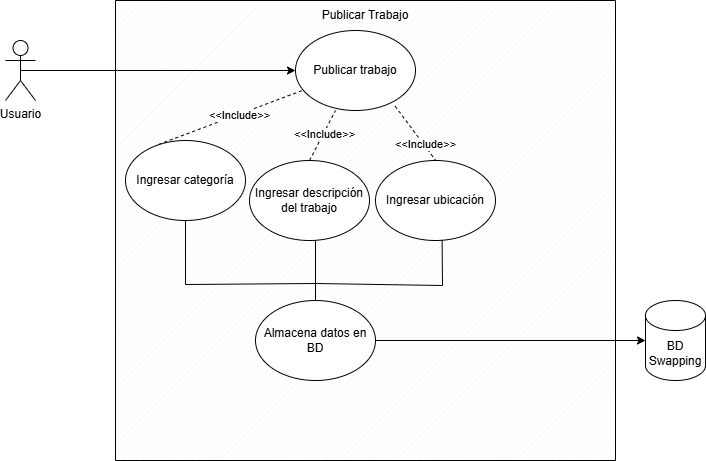 Publicar Trabajo
Publicar trabajo
Usuario
<<Include>>
<<Include>>
<<Include>>
Ingresar categoría
Ingresar descripción
del trabajo
Ingresar ubicación
Almacena datos en
BD
BD
Swapping